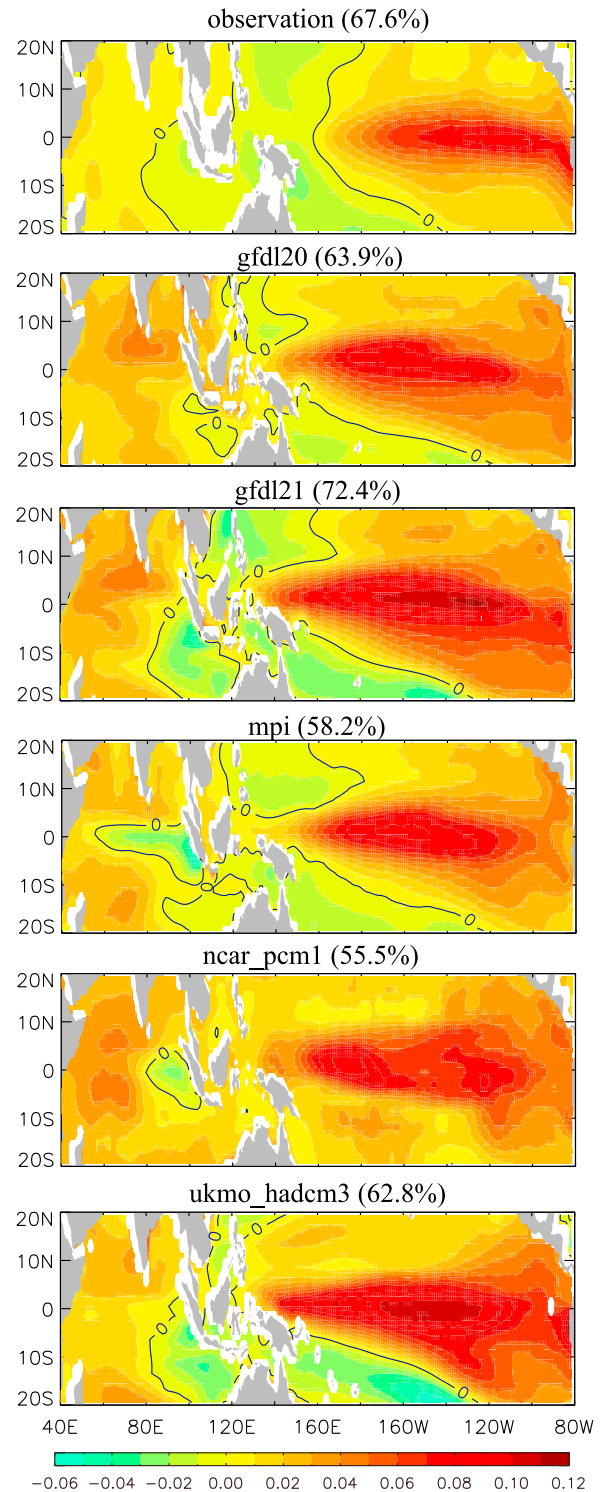 observation (67.6%)
20N
10N
0
10S
20S
0
0
0
gfdl20 (63.9%)
20N
10N
0
10S
20S
0
0
0
gfdl21 (72.4%)
20N
10N
0
10S
20S
0
0
0
mpi (58.2%)
20N
10N
0
10S
20S
0
0
0
0
ncar_pcm1 (55.5%)
20N
10N
0
10S
20S
0
ukmo_hadcm3 (62.8%)
20N
10N
0
10S
20S
0
0
0
40E 80E 120E 160E 160W 120W 80W
−0.06 −0.04 −0.02 0.00 0.02 0.04 0.06 0.08 0.10 0.12